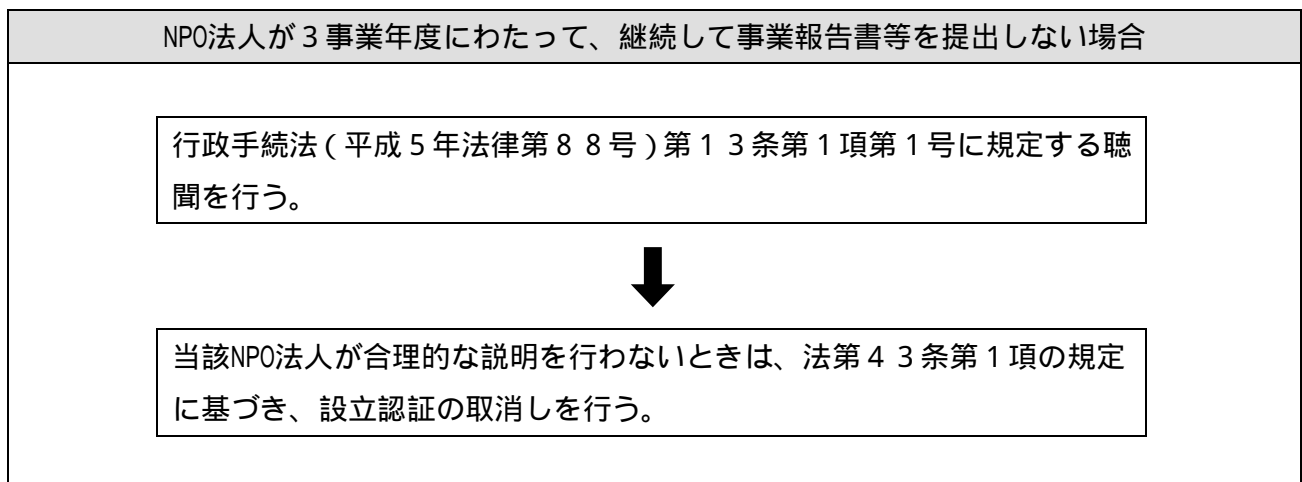 NPO法人が３事業年度にわたって、継続して事業報告書等を提出しない場合
行政手続法（平成５年法律第８８号）第１３条第１項第１号に規定する聴
聞を行う。
当該NPO法人が合理的な説明を行わないときは、法第４３条第１項の規定
に基づき、設立認証の取消しを行う。